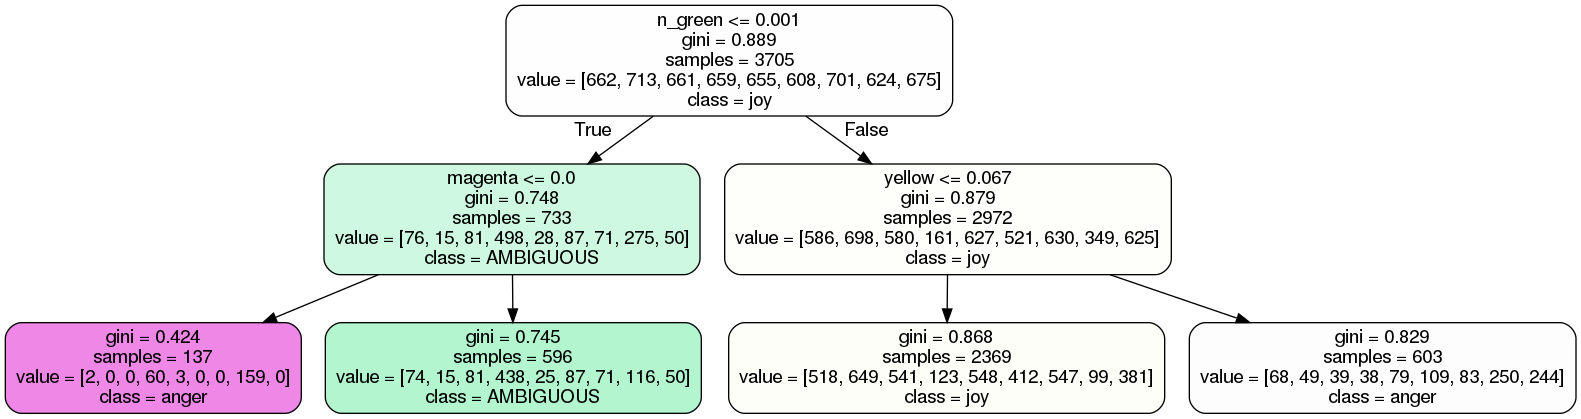 n_green <= 0.001
gini = 0.889
samples = 3705
value = [662, 713, 661, 659, 655, 608, 701, 624, 675]
class = joy
True
False
magenta <= 0.0
gini = 0.748
samples = 733
value = [76, 15, 81, 498, 28, 87, 71, 275, 50]
class = AMBIGUOUS
yellow <= 0.067
gini = 0.879
samples = 2972
value = [586, 698, 580, 161, 627, 521, 630, 349, 625]
class = joy
gini = 0.424
samples = 137
value = [2, 0, 0, 60, 3, 0, 0, 159, 0]
class = anger
gini = 0.745
samples = 596
value = [74, 15, 81, 438, 25, 87, 71, 116, 50]
class = AMBIGUOUS
gini = 0.868
samples = 2369
value = [518, 649, 541, 123, 548, 412, 547, 99, 381]
class = joy
gini = 0.829
samples = 603
value = [68, 49, 39, 38, 79, 109, 83, 250, 244]
class = anger